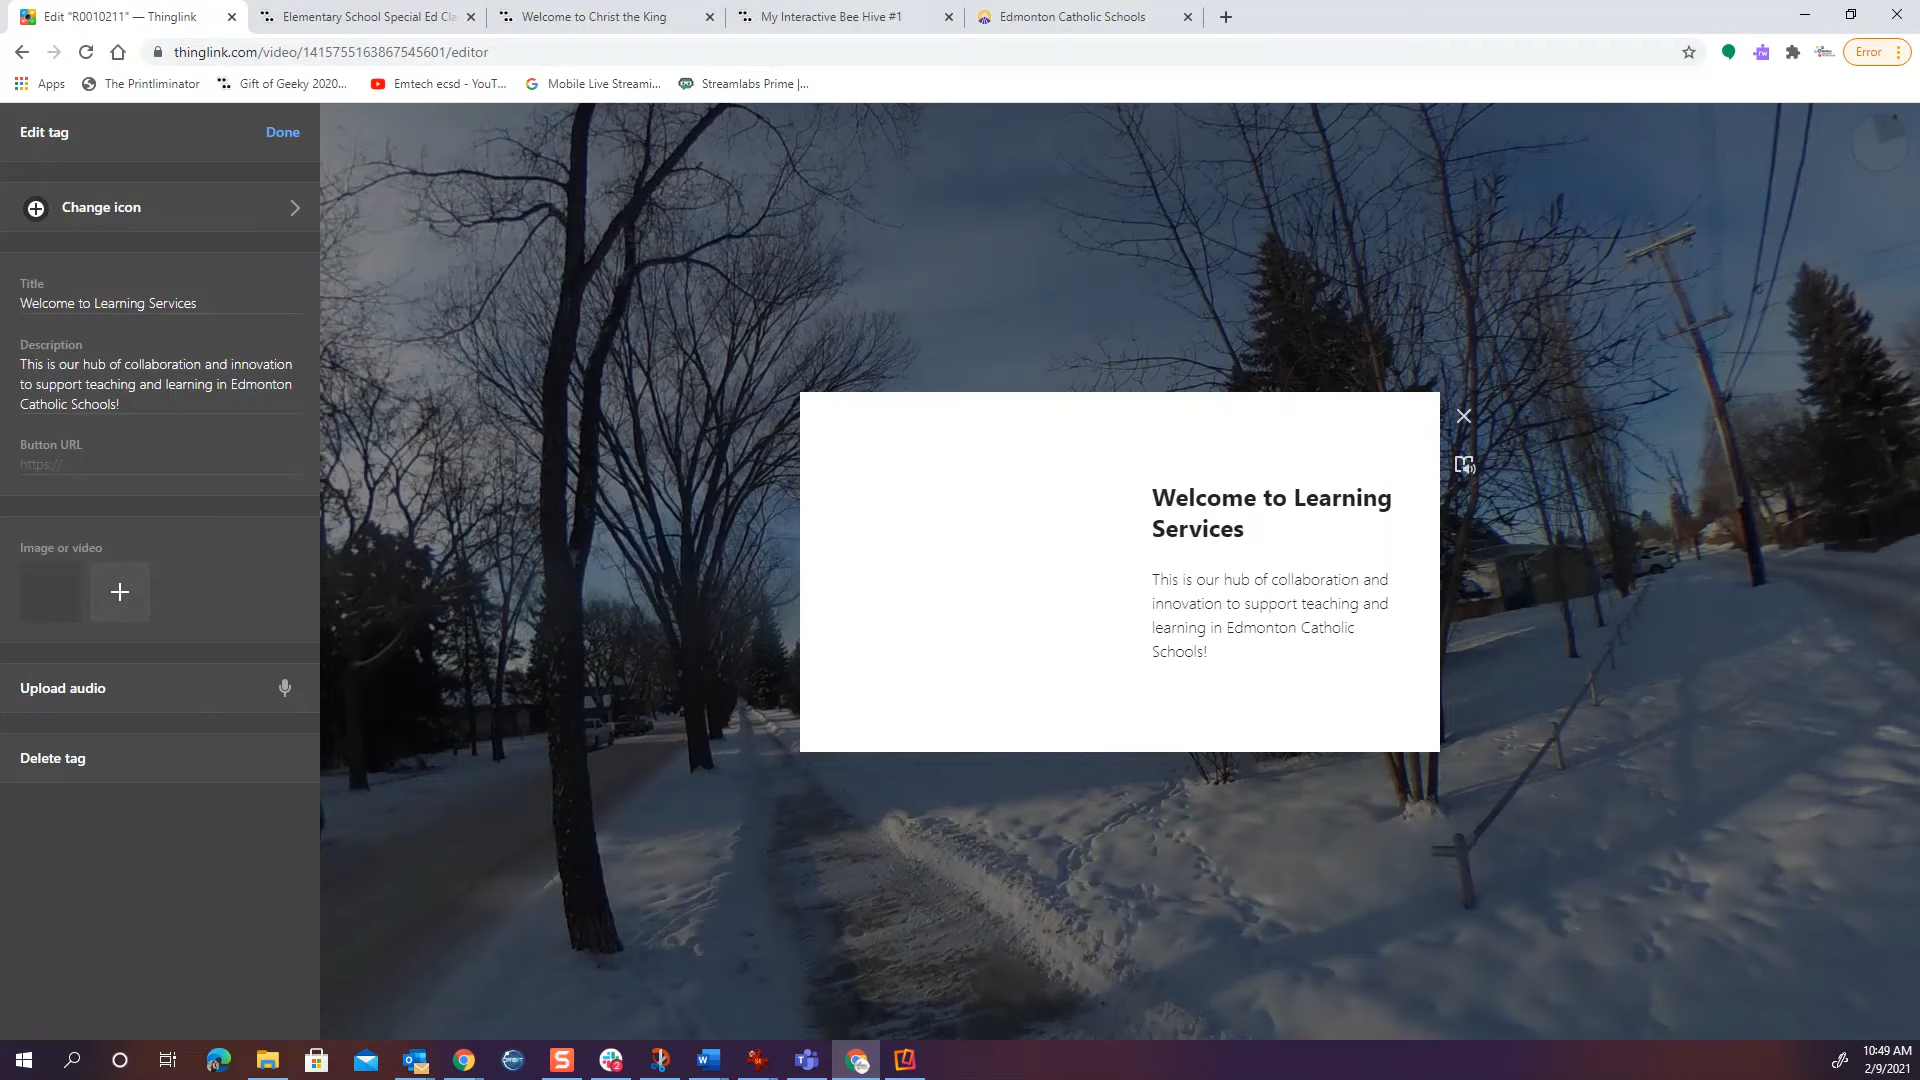 Edit "R0010211" — Thinglink
Elementary School Special Ed Cla
Welcome to Christ the King
My Interactive Bee Hive #1
Edmonton Catholic Schools
thinglink.com/video/1415755163867545601/editor
Error
Apps
The Printliminator
Gift of Geeky 2020...
Emtech ecsd - YouT...
Mobile Live Streami...
Streamlabs Prime |...
Edit tag
Done
Change icon
Title
Welcome to Learning Services
Description
This is our hub of collaboration and innovation
to support teaching and learning in Edmonton
Catholic Schools!
Button URL
https://
Image or video
Upload audio
Delete tag
Welcome to Learning
Services
This is our hub of collaboration and
innovation to support teaching and
learning in Edmonton Catholic
Schools!
10:49 AM
2/9/2021